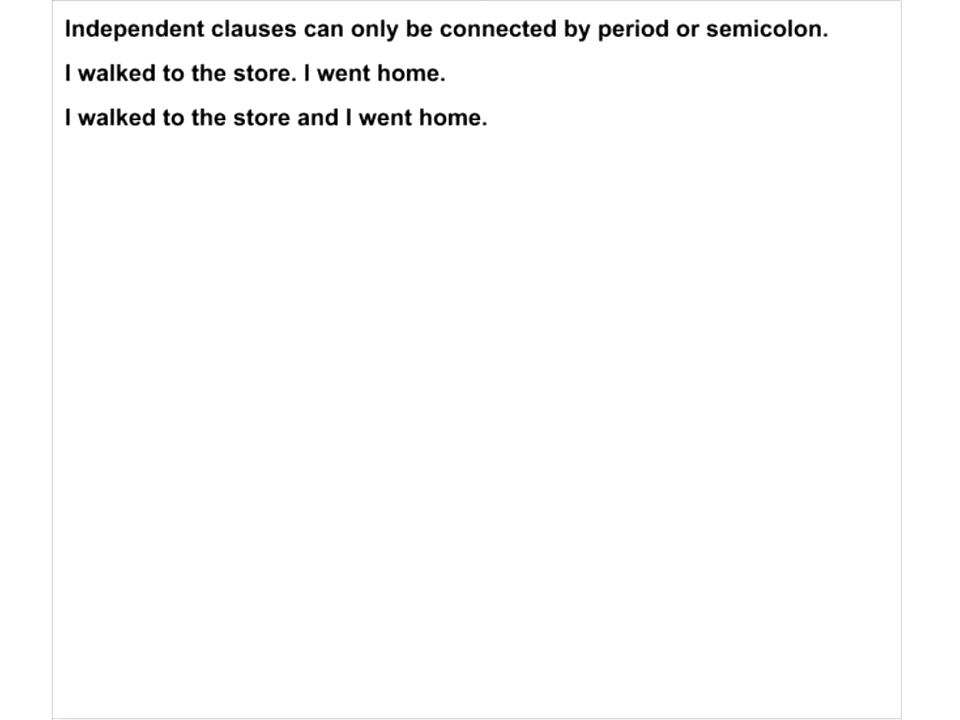 Independent clauses can only be connected by period or semicolon.
I walked to the store. I went home.
I walked to the store and I went home.